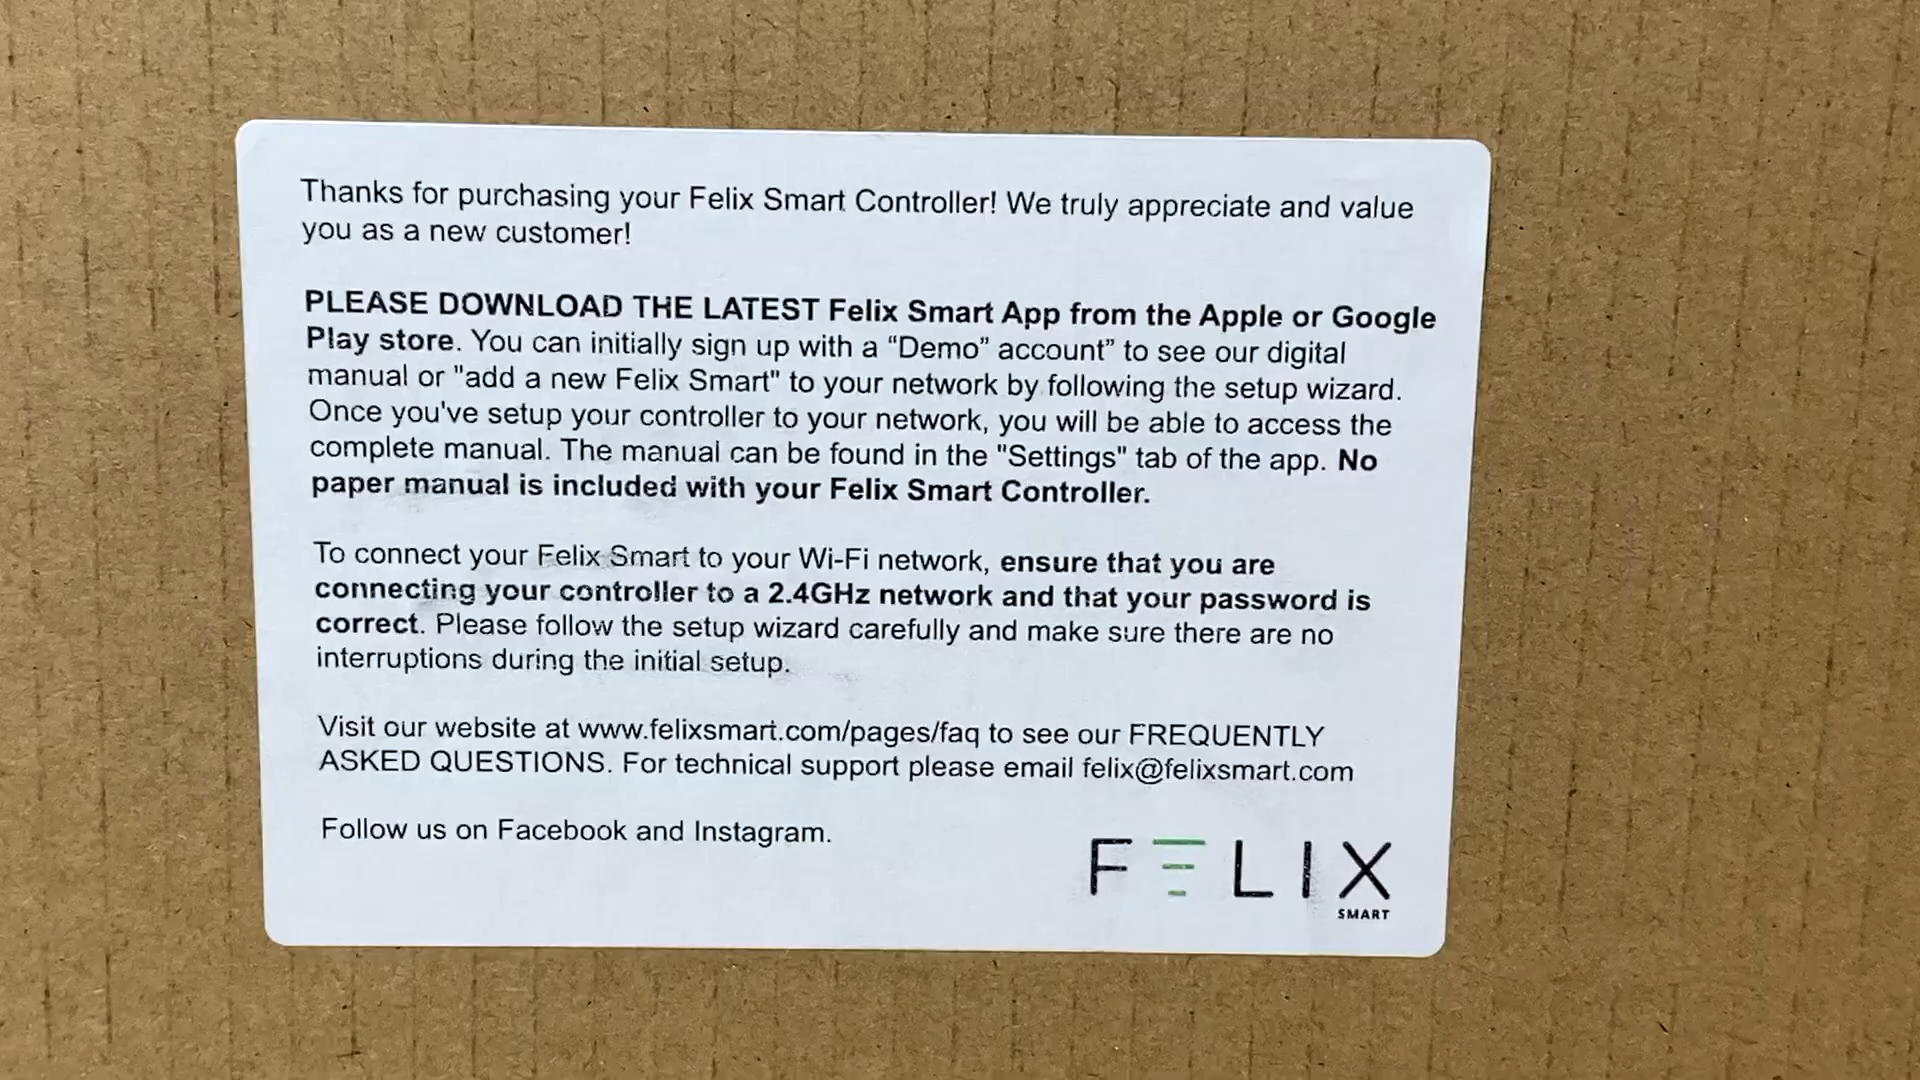 Thanks for purchasing your Felix Smart Controller! We truly appreciate and value
you as a new customer!
PLEASE DOWNLOAD THE LATEST Felix Smart App from the Apple or Google
Play store. You can initially sign up with a “Demo” account” to see our digital
manual or "add a new Felix Smart" to your network by following the setup wizard.
Once you've setup your controller to your network, you will be able to access the
complete manual. The manual can be found in the "Settings" tab of the app. No
paper manual is included with your Felix Smart Controller.
To connect your Felix Smart to your Wi-Fi network, ensure that you are
connecting your controller to a 2.4GHz network and that your password is
correct. Please follow the setup wizard carefully and make sure there are no
interruptions during the initial setup.
Visit our website at www.felixsmart.com/pages/faq to see our FREQUENTLY
ASKED QUESTIONS. For technical support please email felix@felixsmart.com
Follow us on Facebook and Instagram.
FELIX
SMART